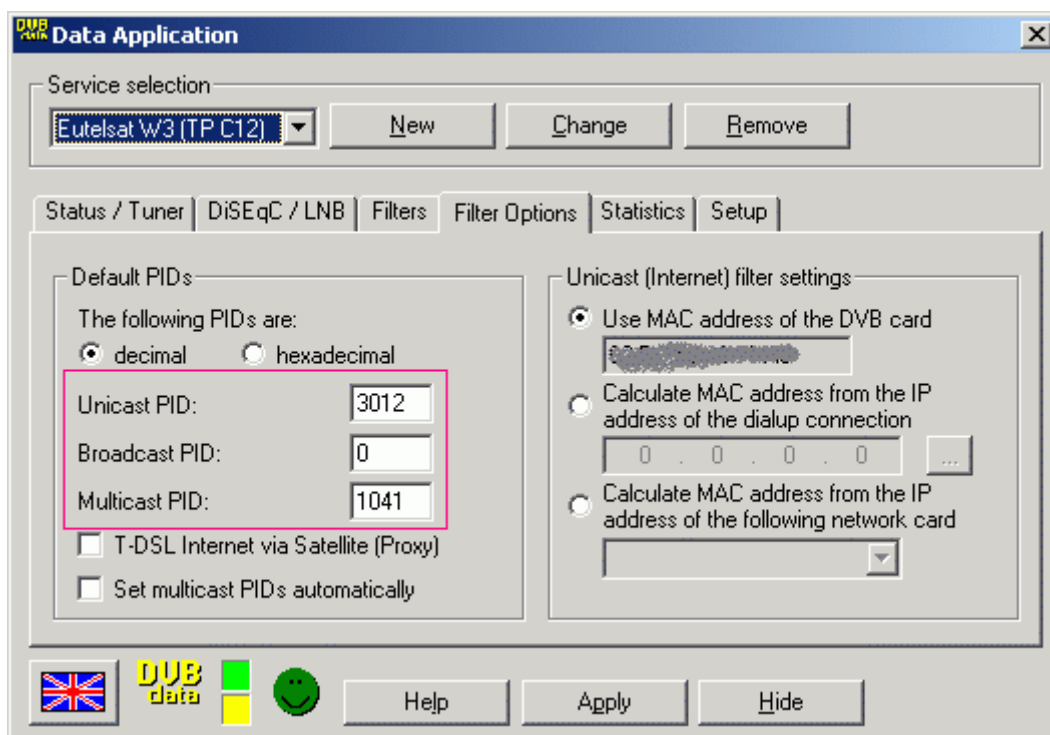 DVB data Data Application
Service selection
Eutelsat W3 (TP C12) New Change Remove
Status / Tuner DiSEqC / LNB Filters Filter Options Statistics Setup
Default PIDs
The following PIDs are:
decimal hexadecimal
Unicast PID: 3012
Broadcast PID: 0
Multicast PID: 1041
T-DSL Internet via Satellite (Proxy)
Set multicast PIDs automatically
Unicast (Internet) filter settings
Use MAC address of the DVB card
Calculate MAC address from the IP
address of the dialup connection
0 . 0 . 0 . 0 ...
Calculate MAC address from the IP
address of the following network card
DVB
data
Help Apply Hide